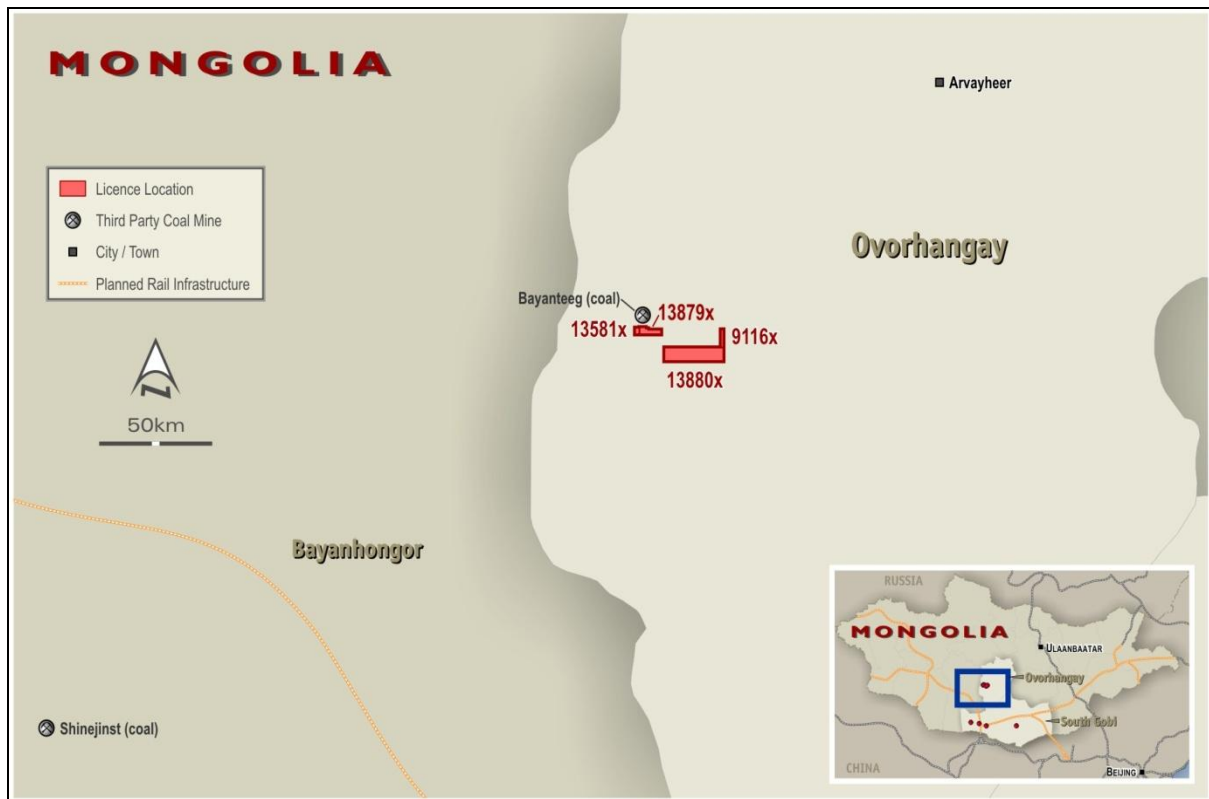 MONGOLIA
Arvayheer
Licence Location
Third Party Coal Mine
City / Town
Planned Rail Infrastructure
Ovorhangay
Bayanteeg (coal)
13879x
13581x
9116x
13880x
N
50km
Bayanhongor
Shinejinst (coal)
RUSSIA
MONGOLIA
ULAANBAATAR
Ovorhangay
South Gobi
CHINA
BEIJING